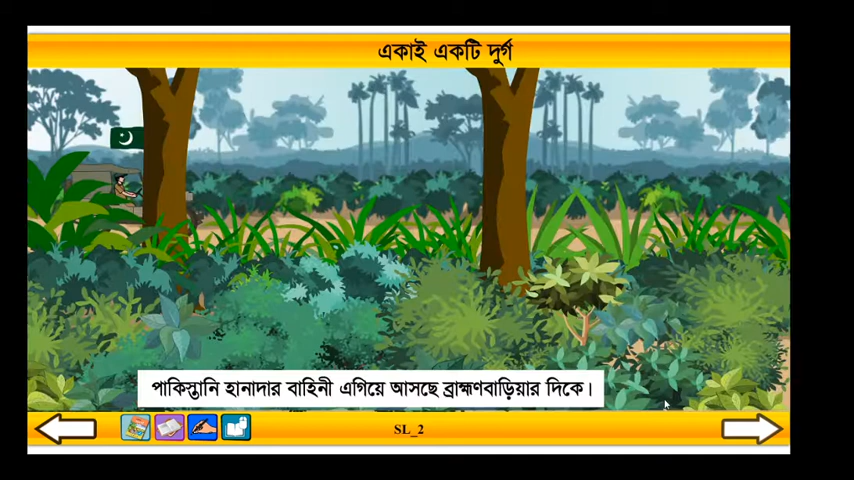 একাই একটি দুর্গ
পাকিস্তানি হানাদার বাহিনী এগিয়ে আসছে ব্রাহ্মণবাড়িয়ার দিকে।
SL_2